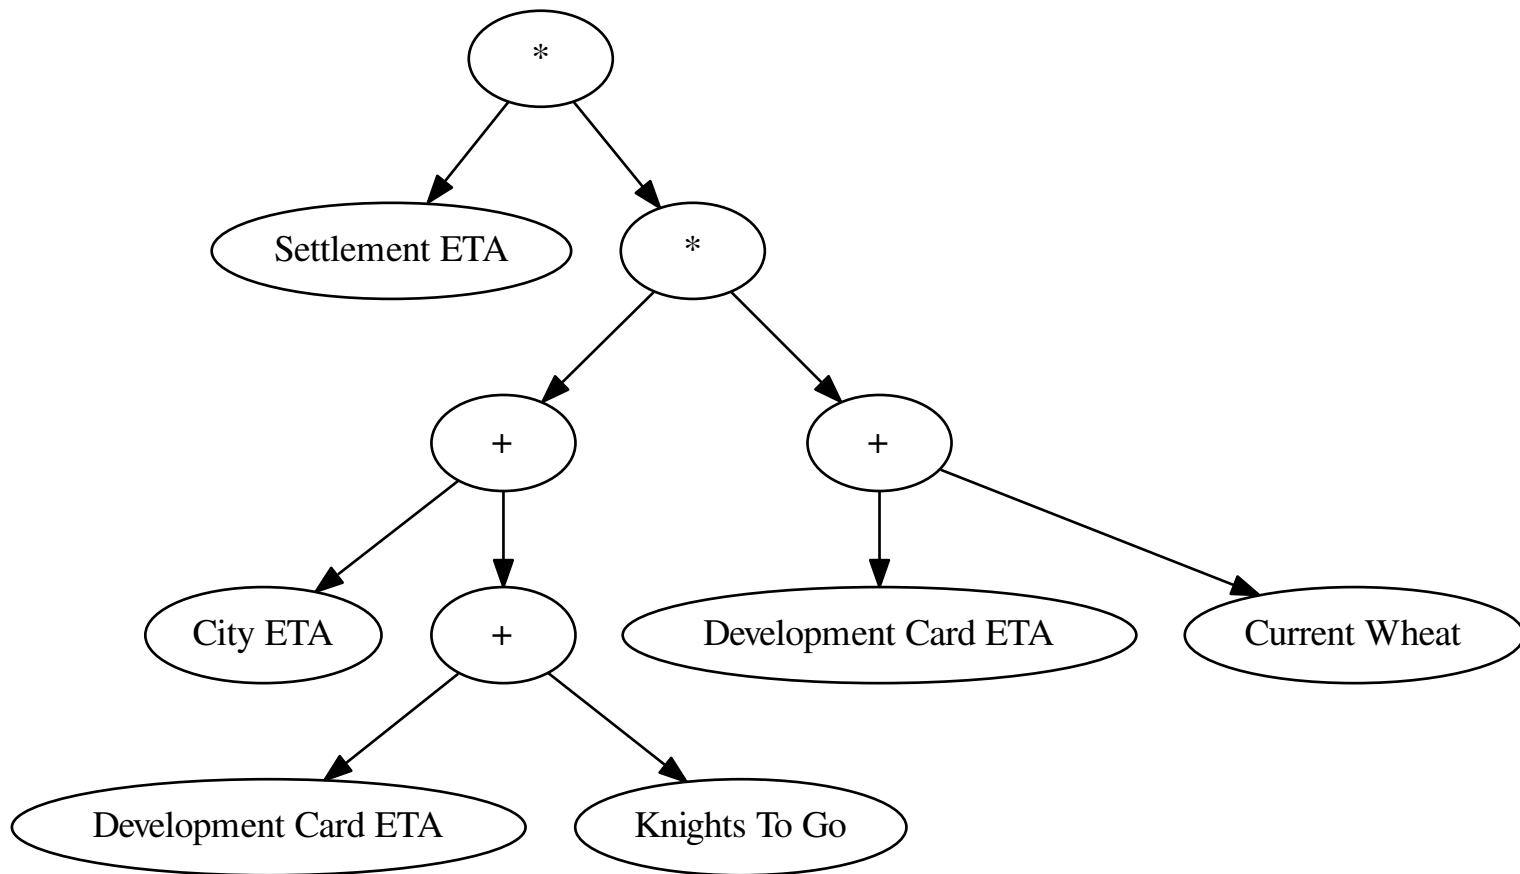 *
Settlement ETA
*
+
+
City ETA
+
Development Card ETA
Current Wheat
Development Card ETA
Knights To Go